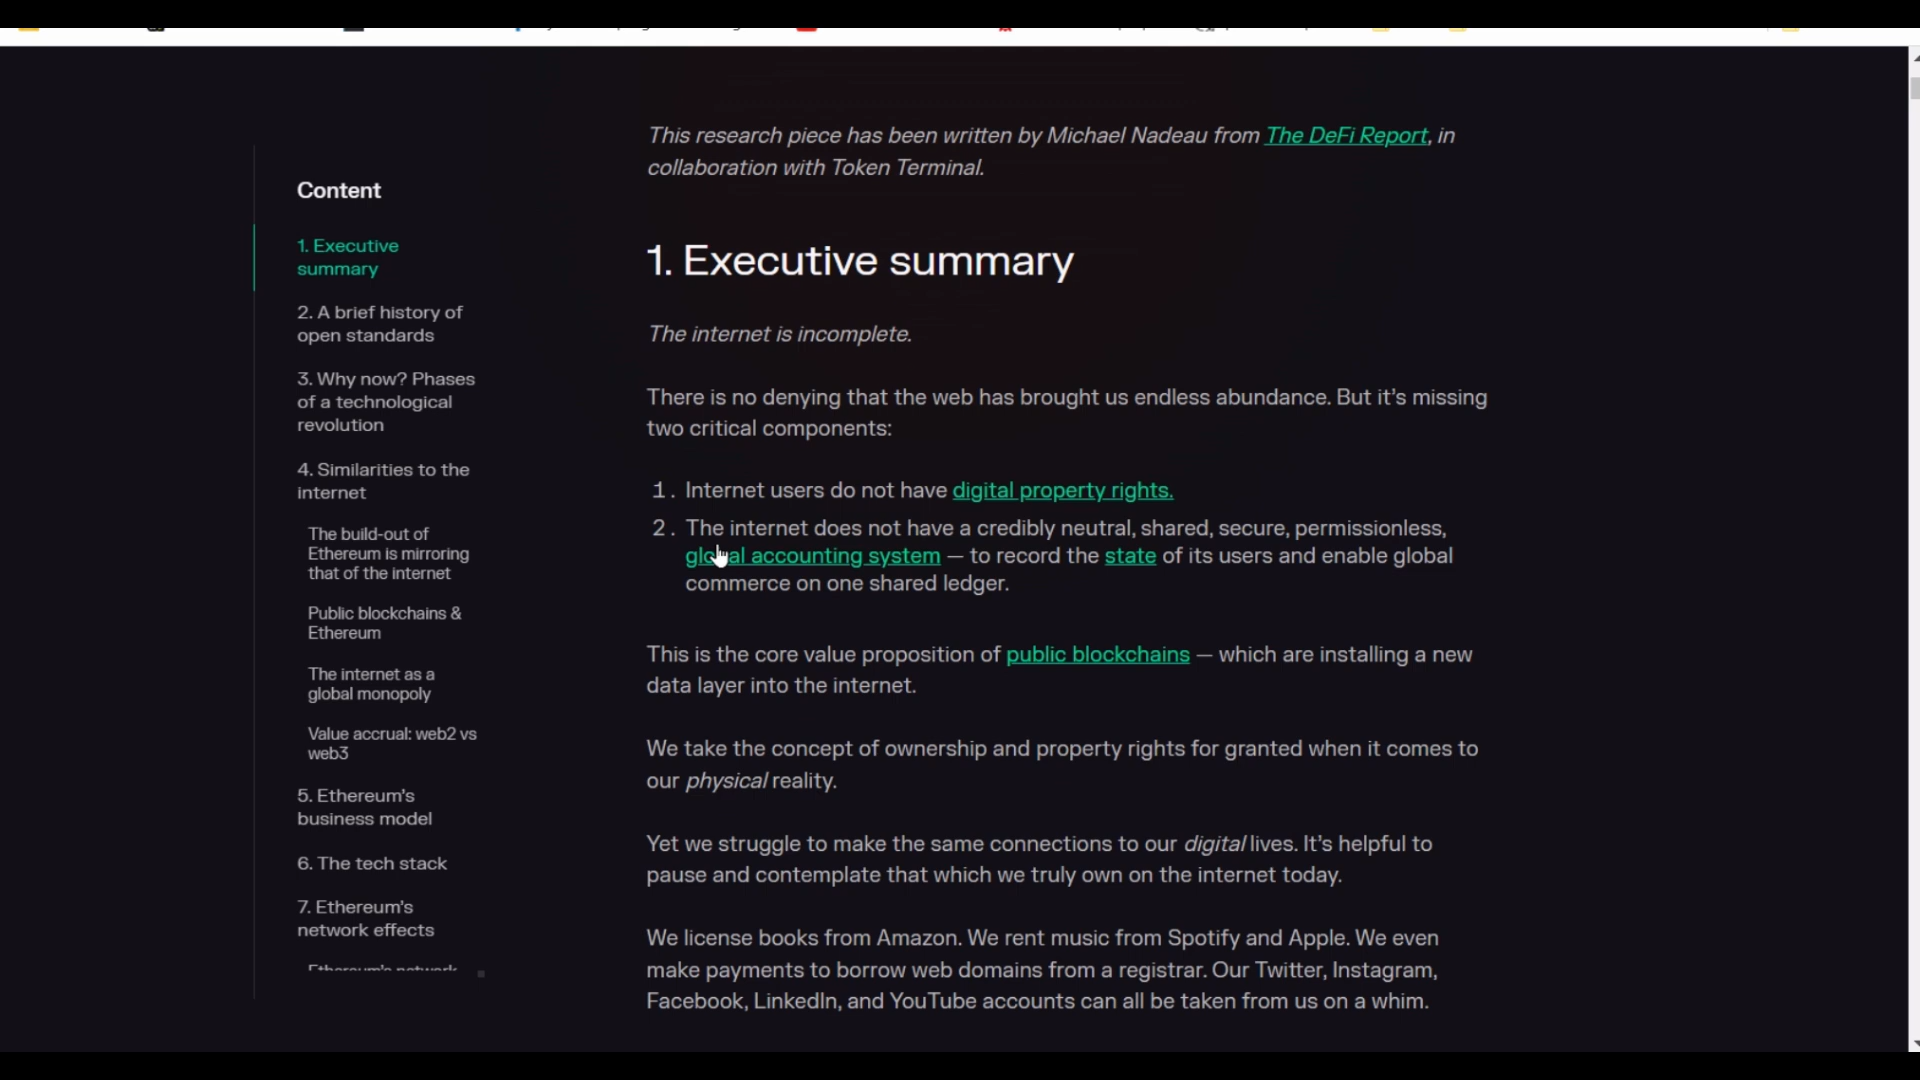 Content
1. Executive
summary
2. A brief history of
open standards
3. Why now? Phases
of a technological
revolution
4. Similarities to the
internet
The build-out of
Ethereum is mirroring
that of the internet
Public blockchains &
Ethereum
The internet as a
global monopoly
Value accrual: web2 vs
web3
5. Ethereum's
business model
6. The tech stack
7. Ethereum's
network effects
Ethereum's network
This research piece has been written by Michael Nadeau from The DeFi Report, in
collaboration with Token Terminal.
1. Executive summary
The internet is incomplete.
There is no denying that the web has brought us endless abundance. But it's missing
two critical components:
1. Internet users do not have digital property rights.
2. The internet does not have a credibly neutral, shared, secure, permissionless,
global accounting system — to record the state of its users and enable global
commerce on one shared ledger.
This is the core value proposition of public blockchains — which are installing a new
data layer into the internet.
We take the concept of ownership and property rights for granted when it comes to
our physical reality.
Yet we struggle to make the same connections to our digital lives. It's helpful to
pause and contemplate that which we truly own on the internet today.
We license books from Amazon. We rent music from Spotify and Apple. We even
make payments to borrow web domains from a registrar. Our Twitter, Instagram,
Facebook, LinkedIn, and YouTube accounts can all be taken from us on a whim.